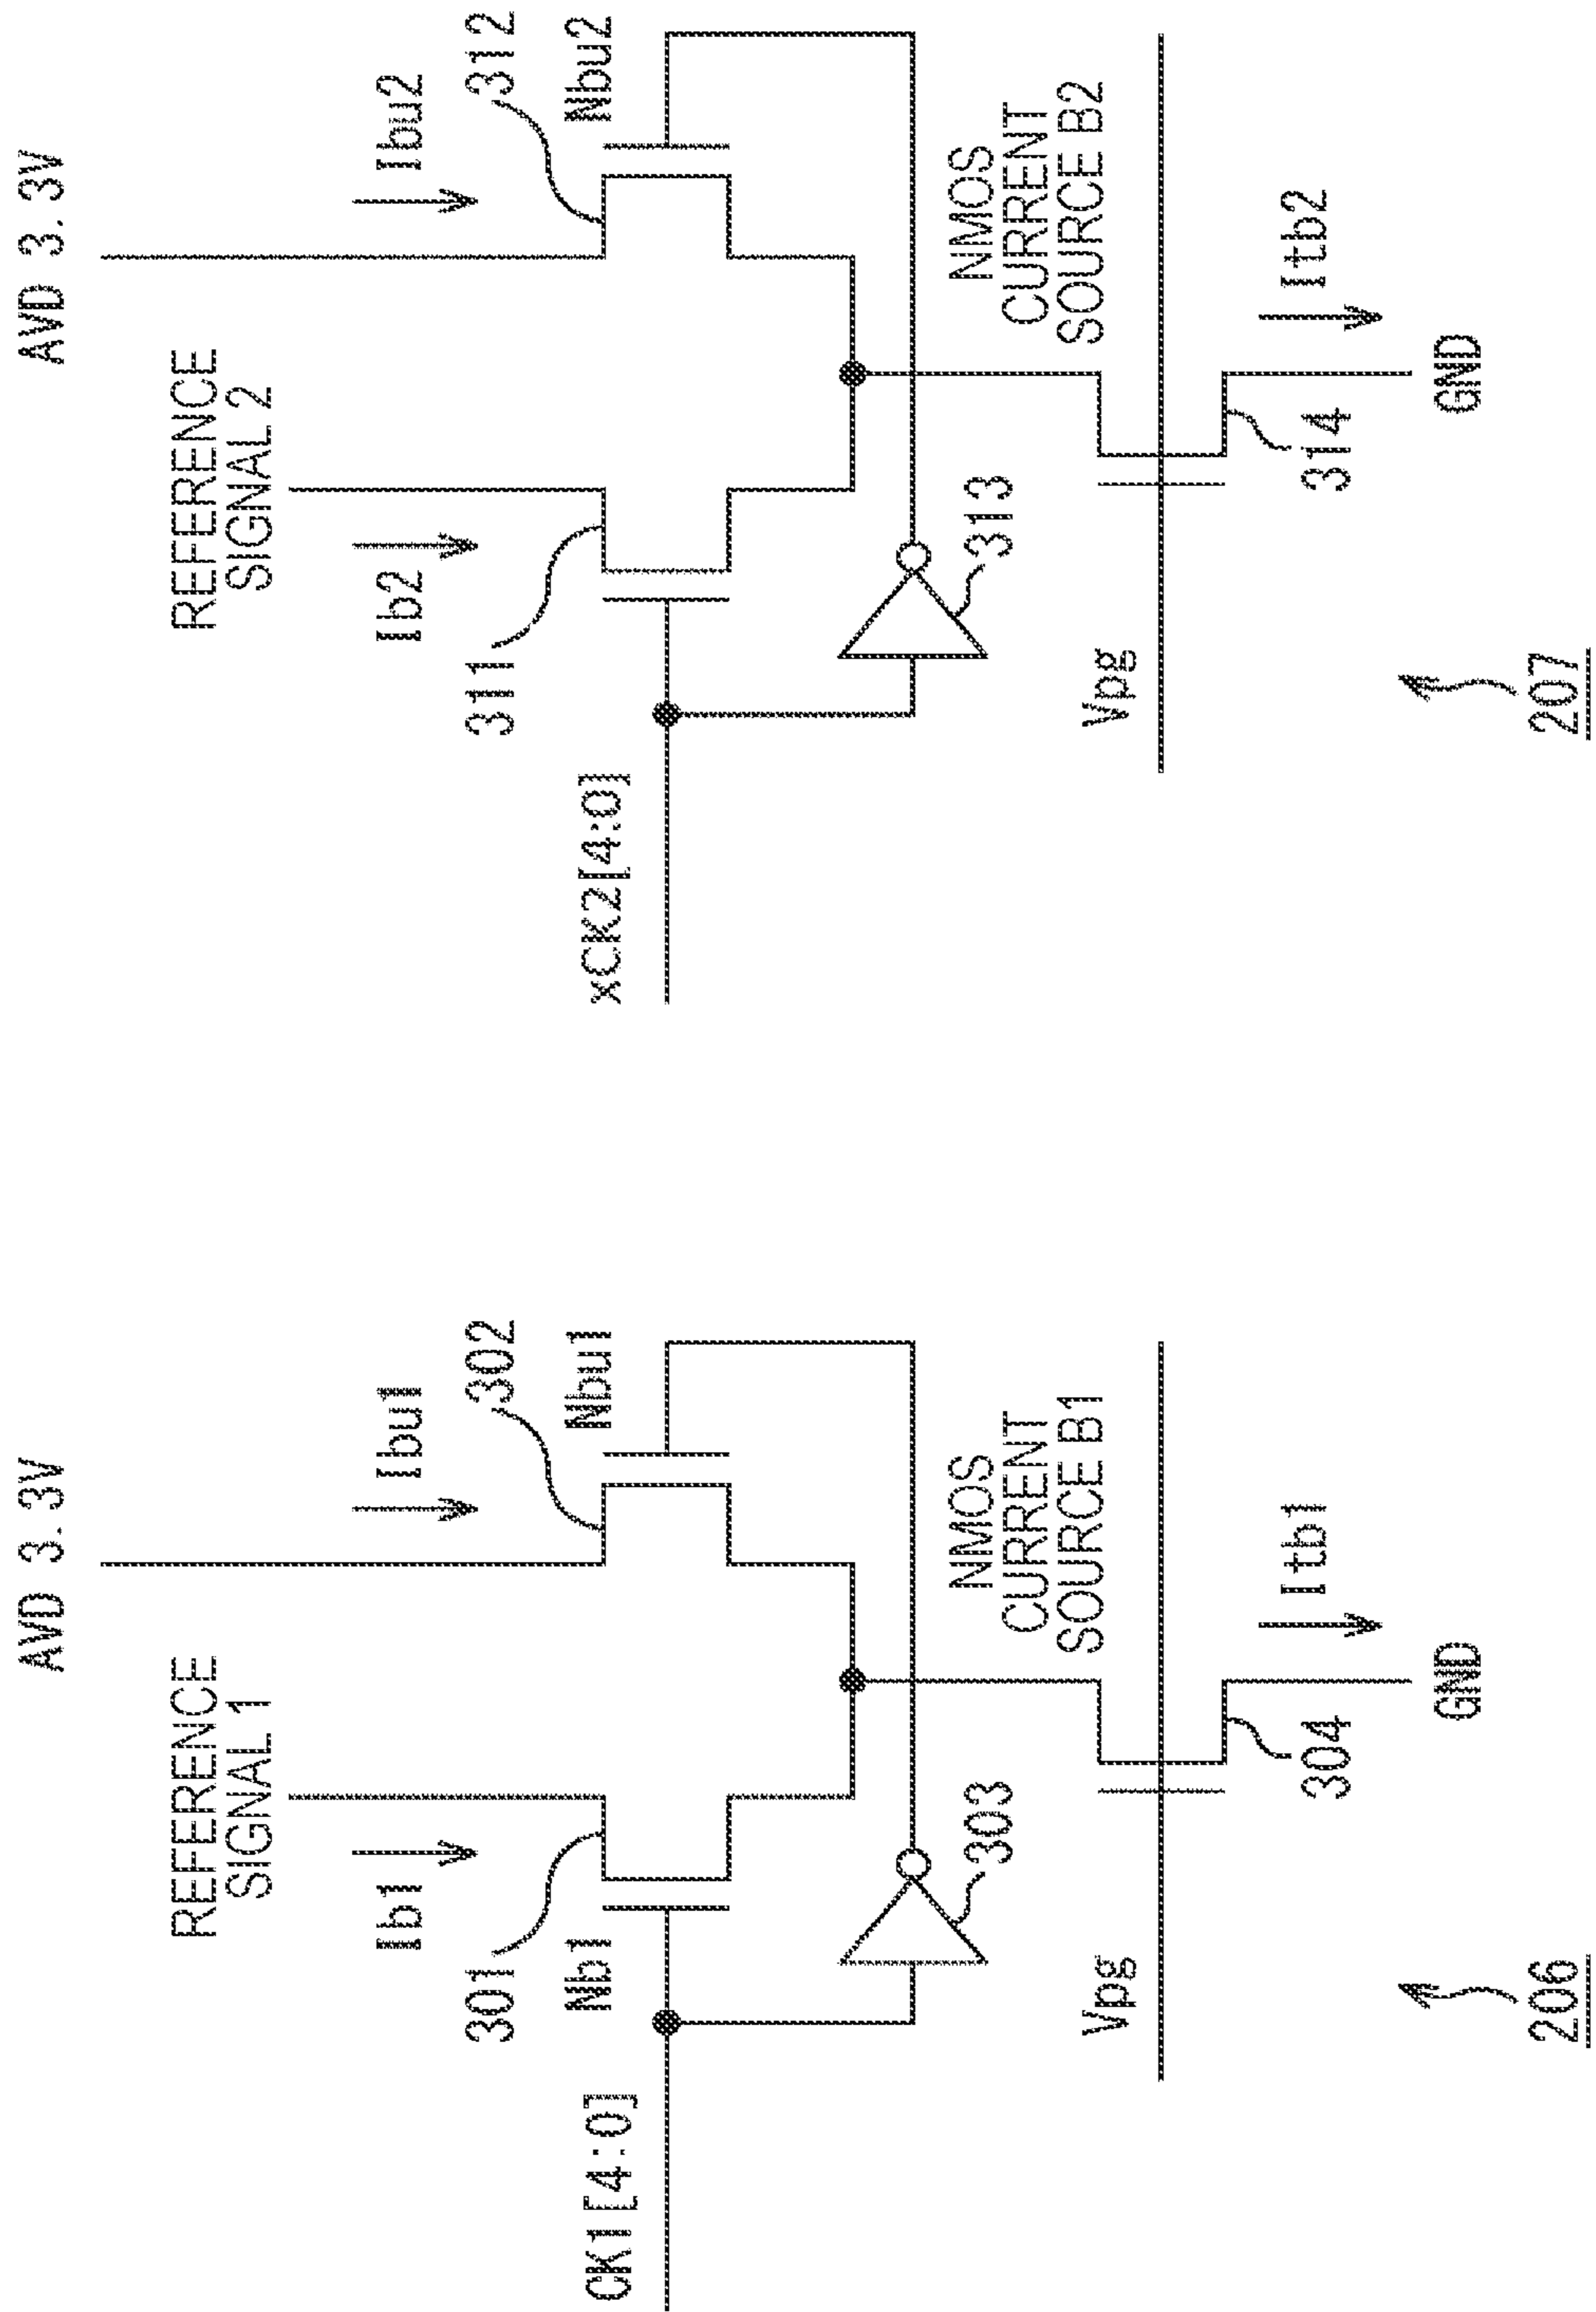 AVD 3.3V
REFERENCE
SIGNAL 1
Ib1
Ibu1
301
302
Nb1
Nbu1
CK1[4:0]
303
NMOS
CURRENT
SOURCE B1
Vpg
304
Itb1
GND
206
AVD 3.3V
REFERENCE
SIGNAL 2
Ib2
Ibu2
311
312
Nbu2
xCK2[4:0]
313
NMOS
CURRENT
SOURCE B2
Vpg
314
Itb2
GND
207